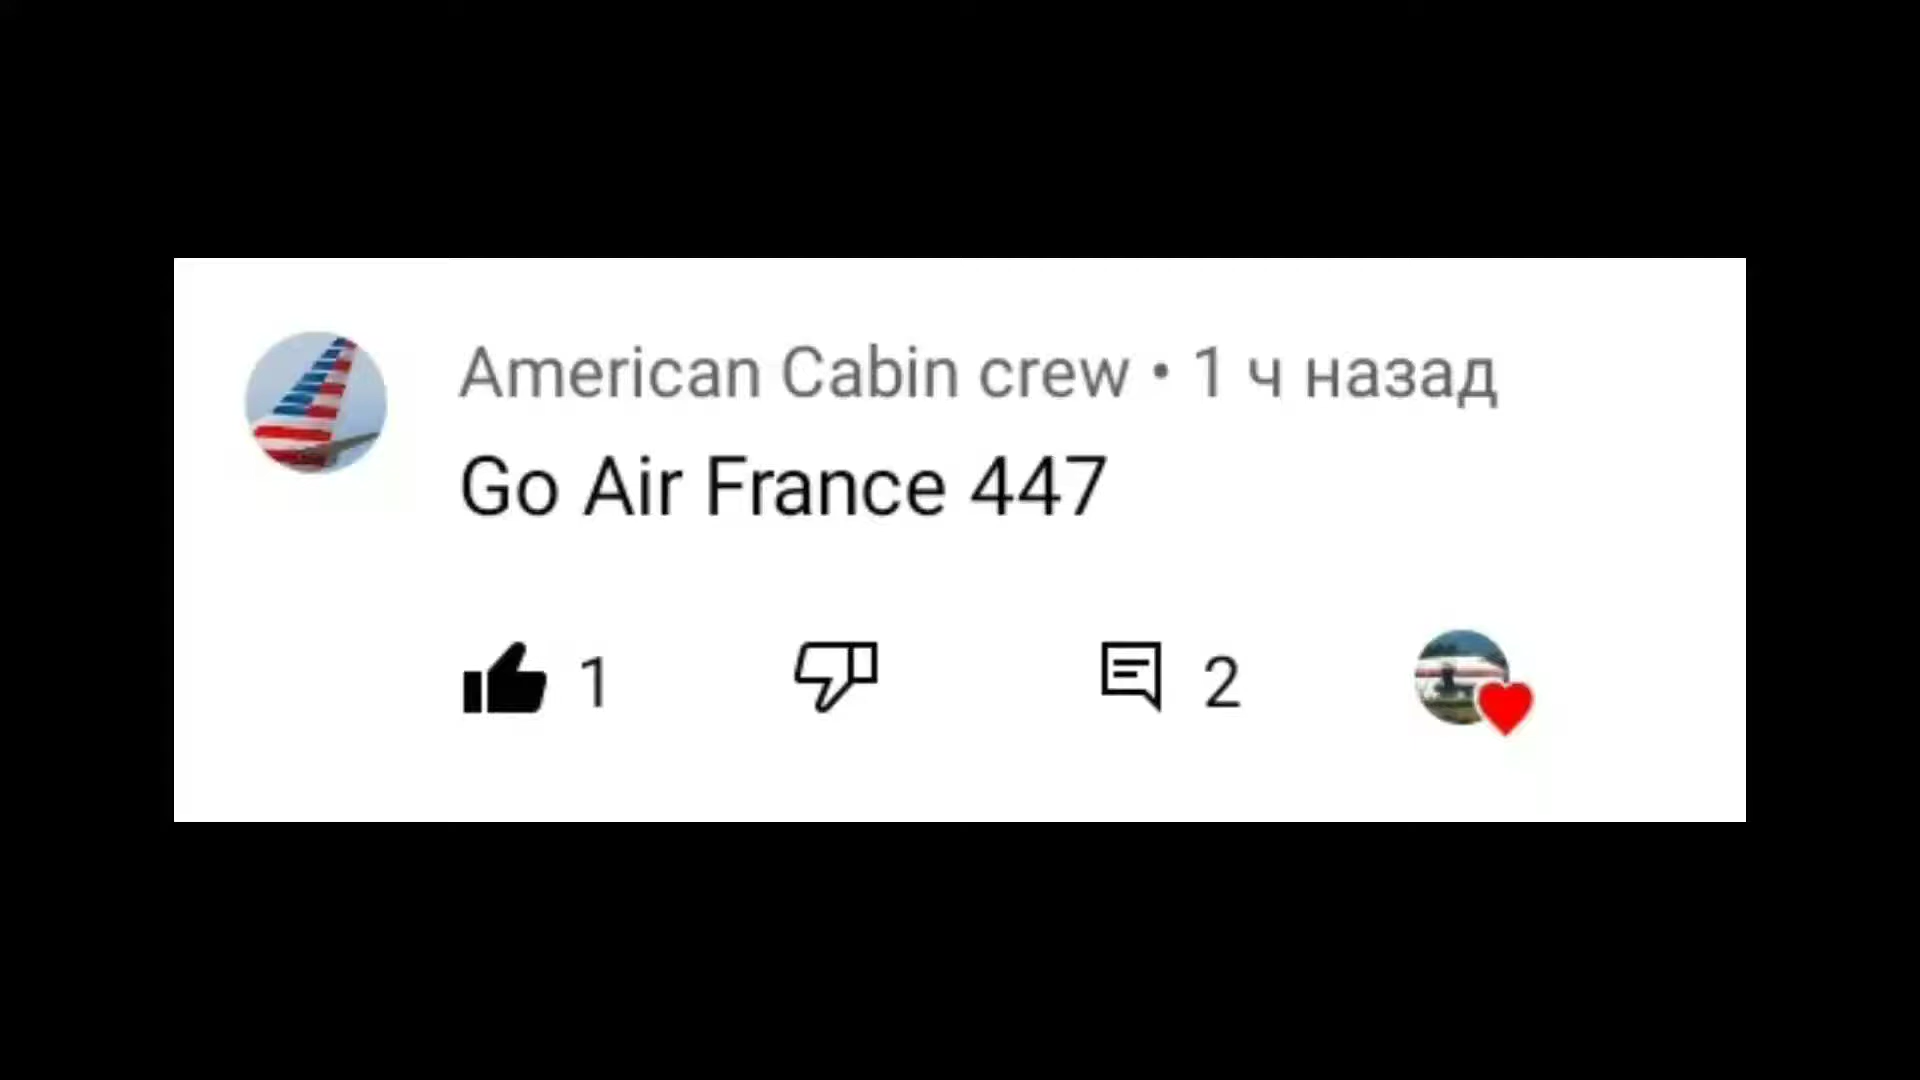 American Cabin crew • 1 ч назад
Go Air France 447
1 2